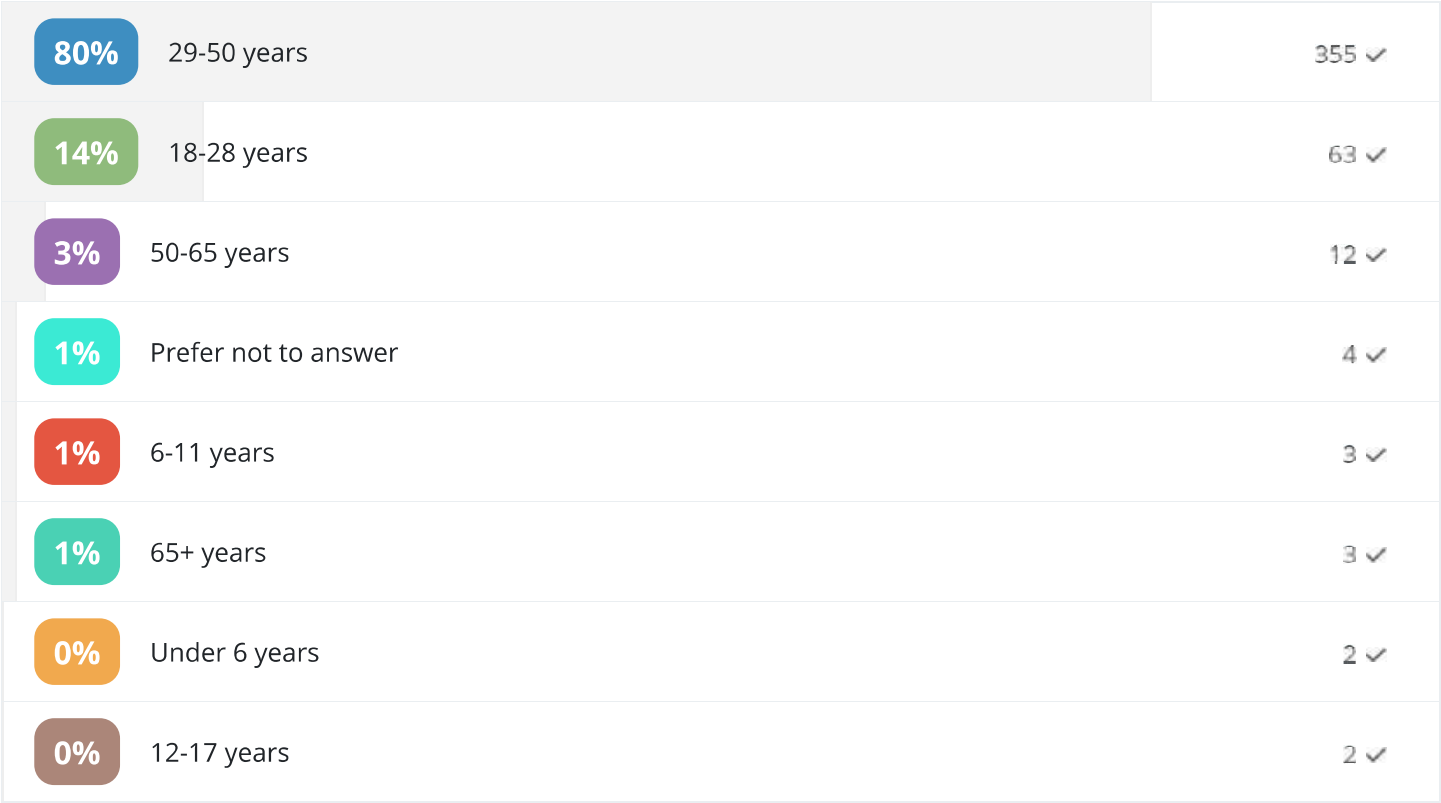 80% 29-50 years 355
14% 18-28 years 63
3% 50-65 years 12
1% Prefer not to answer 4
1% 6-11 years 3
1% 65+ years 3
0% Under 6 years 2
0% 12-17 years 2